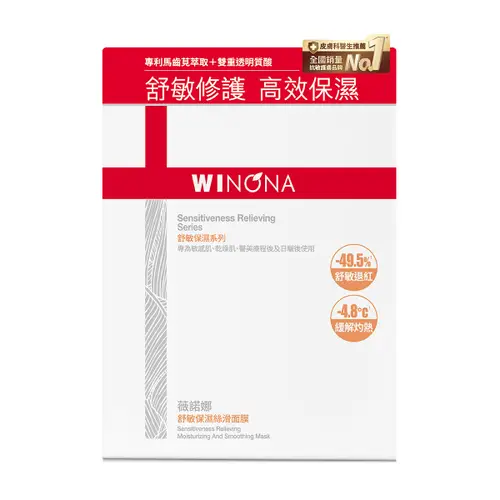 專利馬齒莧萃取+雙重透明質酸
皮膚科醫生推薦
全國銷量
抗敏護膚品牌
No.1
舒敏修護 高效保濕
WINONA
Sensitiveness Relieving
Series
舒敏保濕系列
專為敏感肌、乾燥肌、醫美療程後及日曬後使用
-49.5%
舒敏退紅
-4.8°c
緩解灼熱
薇諾娜
舒敏保濕絲滑面膜
Sensitiveness Relieving
Moisturizing And Smoothing Mask